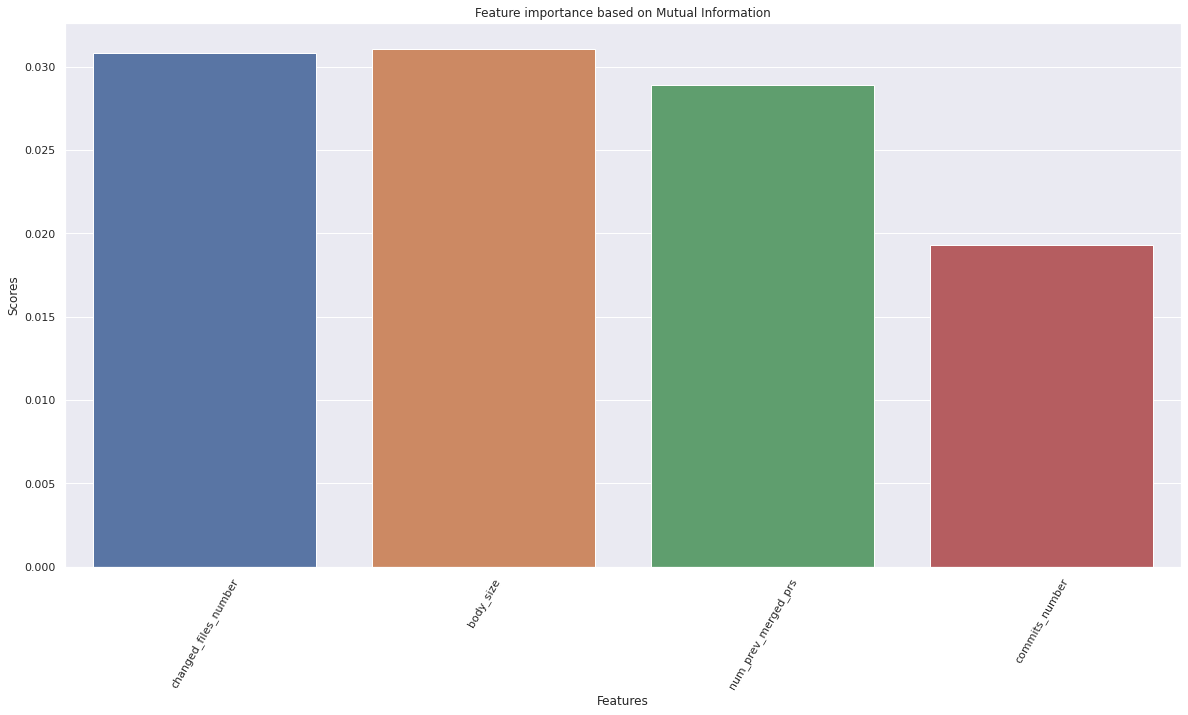 Feature importance based on Mutual Information
0.030
0.025
0.020
0.015
0.010
0.005
0.000
Scores
changed_files_number
body_size
num_prev_merged_prs
commits_number
Features